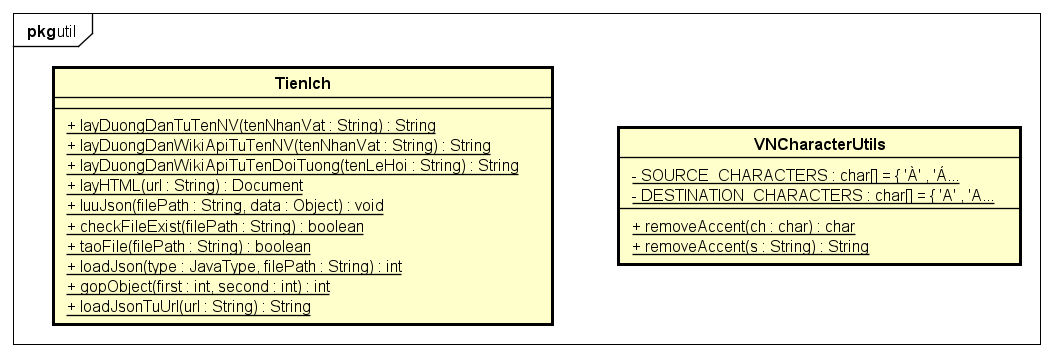 pkg util
TienIch
+ layDuongDanTuTenNV(tenNhanVat : String) : String
+ layDuongDanWikiApiTuTenNV(tenNhanVat : String) : String
+ layDuongDanWikiApiTuTenDoiTuong(tenLeHoi : String) : String
+ layHTML(url : String) : Document
+ luuJson(filePath : String, data : Object) : void
+ checkFileExist(filePath : String) : boolean
+ taoFile(filePath : String) : boolean
+ loadJson(type : JavaType, filePath : String) : int
+ gopObject(first : int, second : int) : int
+ loadJsonTuUrl(url : String) : String
VNCharacterUtils
- SOURCE_CHARACTERS : char[] = { 'À' , 'Á...
- DESTINATION_CHARACTERS : char[] = { 'A' , 'A...
+ removeAccent(ch : char) : char
+ removeAccent(s : String) : String